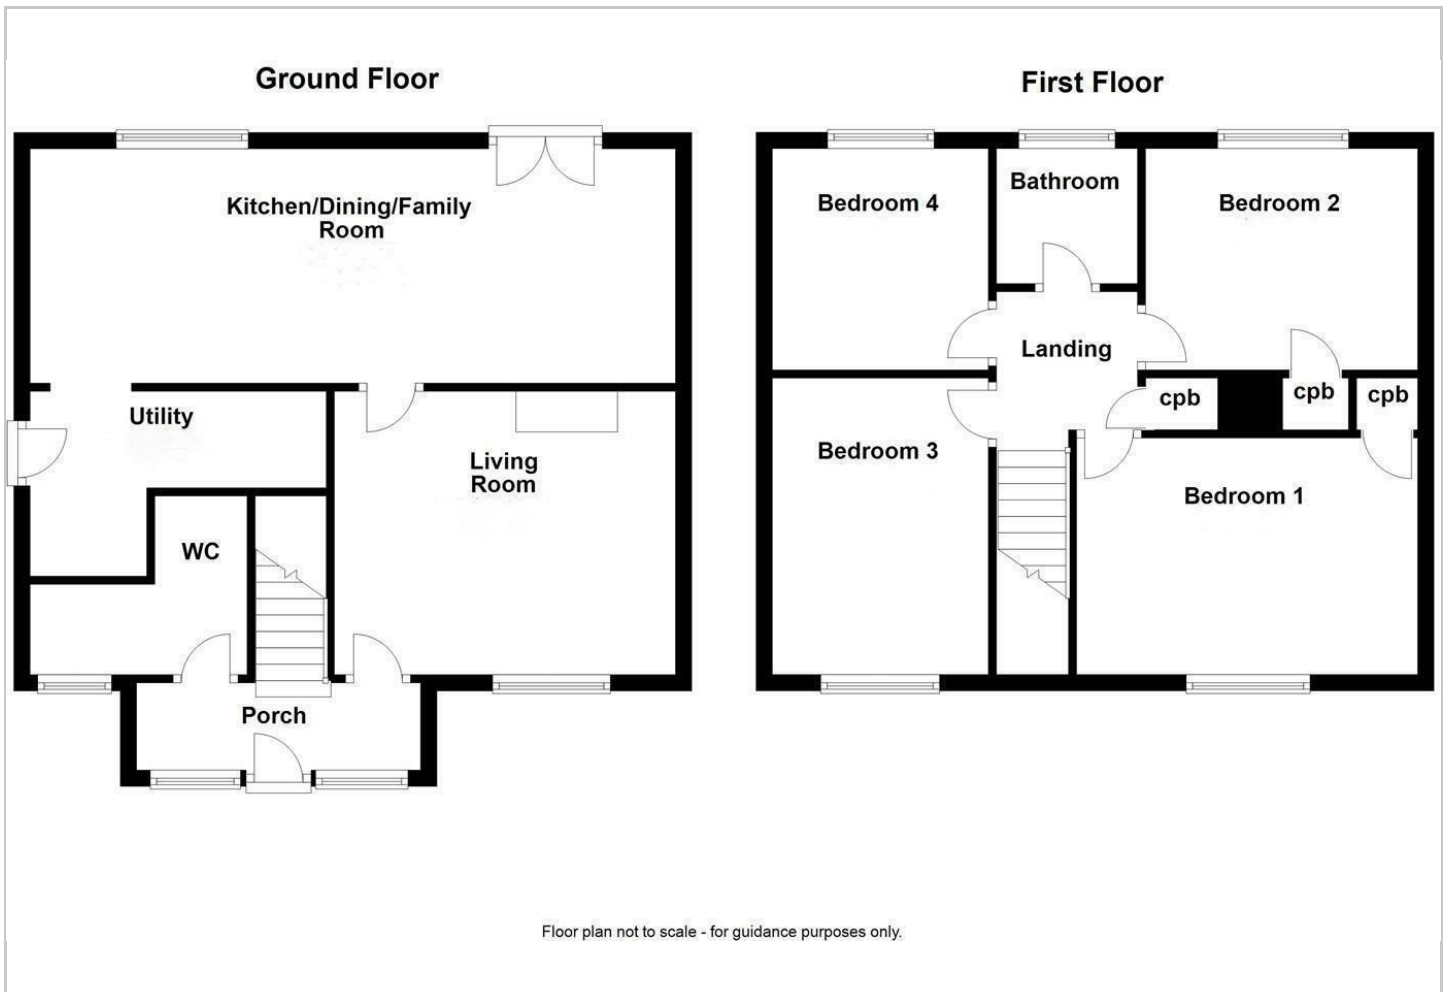 Ground Floor
Kitchen/Dining/Family
Room
Utility
Living
Room
WC
Porch
First Floor
Bedroom 4
Bathroom
Bedroom 2
Landing
cpb
cpb
cpb
Bedroom 3
Bedroom 1
Floor plan not to scale - for guidance purposes only.